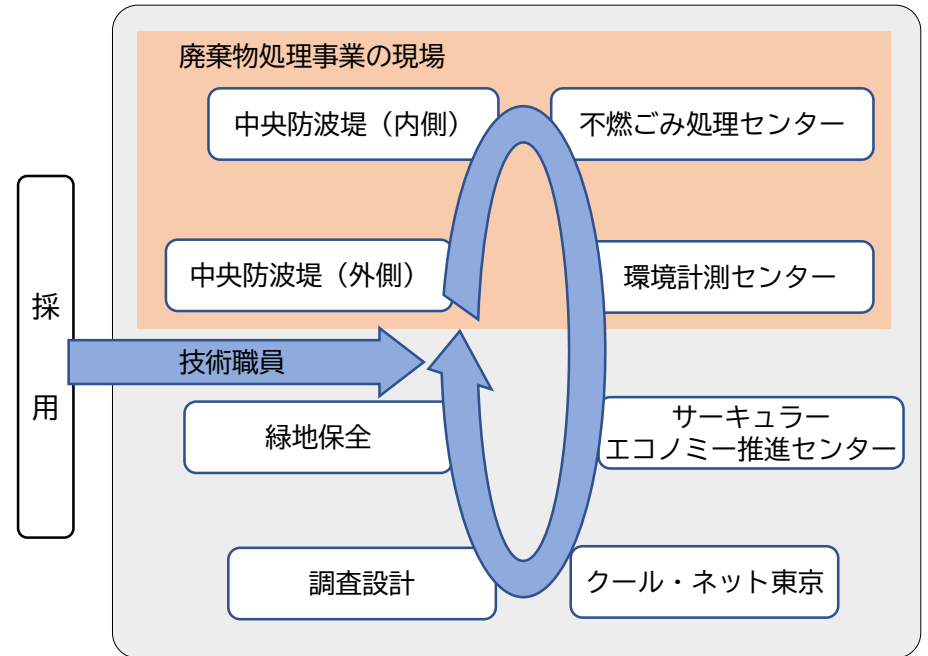 廃棄物処理事業の現場
中央防波堤（内側）
不燃ごみ処理センター
中央防波堤（外側）
環境計測センター
採
用
技術職員
緑地保全
サーキュラー
エコノミー推進センター
調査設計
クール・ネット東京